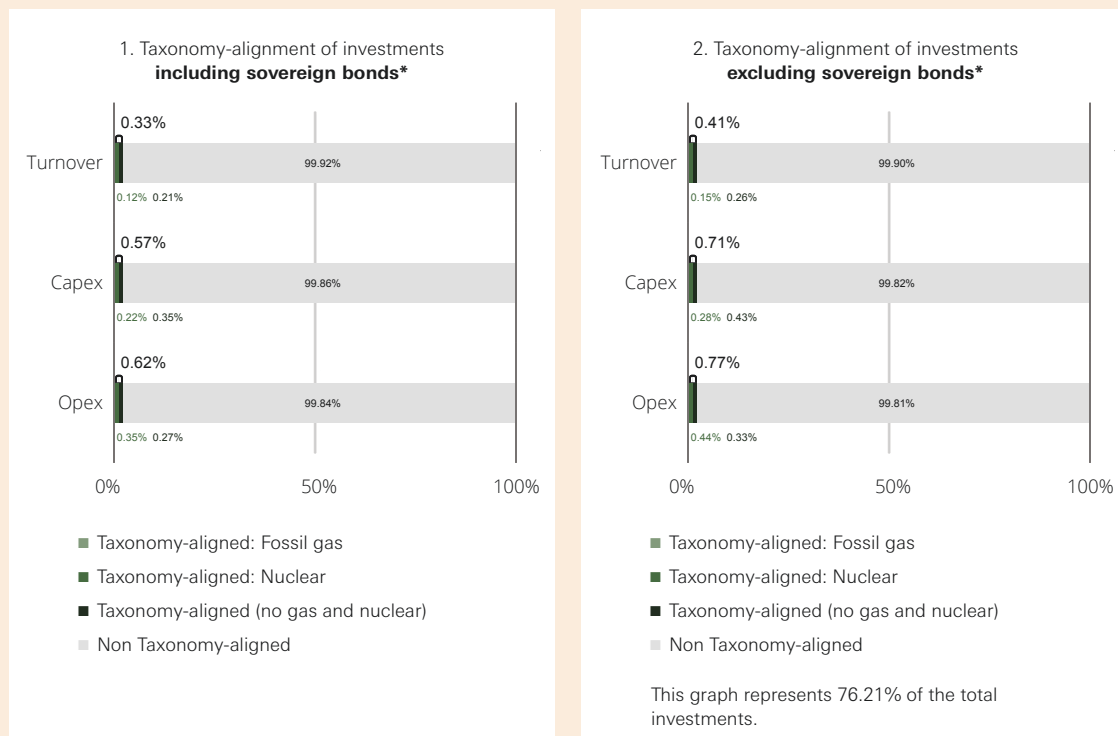 1. Taxonomy-alignment of investments
including sovereign bonds*
0.33%
Turnover
99.92%
0.12% 0.21%
0.57%
Capex
99.86%
0.22% 0.35%
0.62%
Opex
99.84%
0.35% 0.27%
0%
50%
100%
Taxonomy-aligned: Fossil gas
Taxonomy-aligned: Nuclear
Taxonomy-aligned (no gas and nuclear)
Non Taxonomy-aligned
2. Taxonomy-alignment of investments
excluding sovereign bonds*
0.41%
Turnover
99.90%
0.15% 0.26%
0.71%
Capex
99.82%
0.28% 0.43%
0.77%
Opex
99.81%
0.44% 0.33%
0%
50%
100%
Taxonomy-aligned: Fossil gas
Taxonomy-aligned: Nuclear
Taxonomy-aligned (no gas and nuclear)
Non Taxonomy-aligned
This graph represents 76.21% of the total
investments.